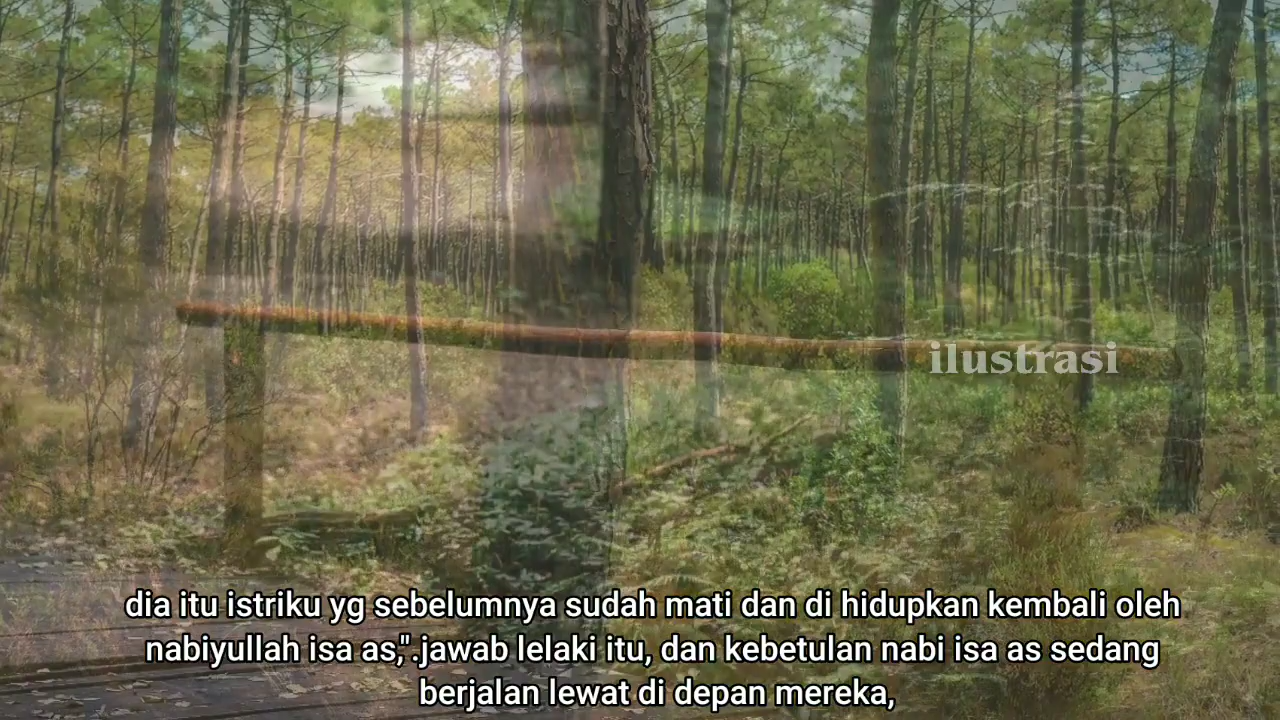 ilustrasi
dia itu istriku yg sebelumnya sudah mati dan di hidupkan kembali oleh
nabiyullah isa as,".jawab lelaki itu, dan kebetulan nabi isa as sedang
berjalan lewat di depan mereka,